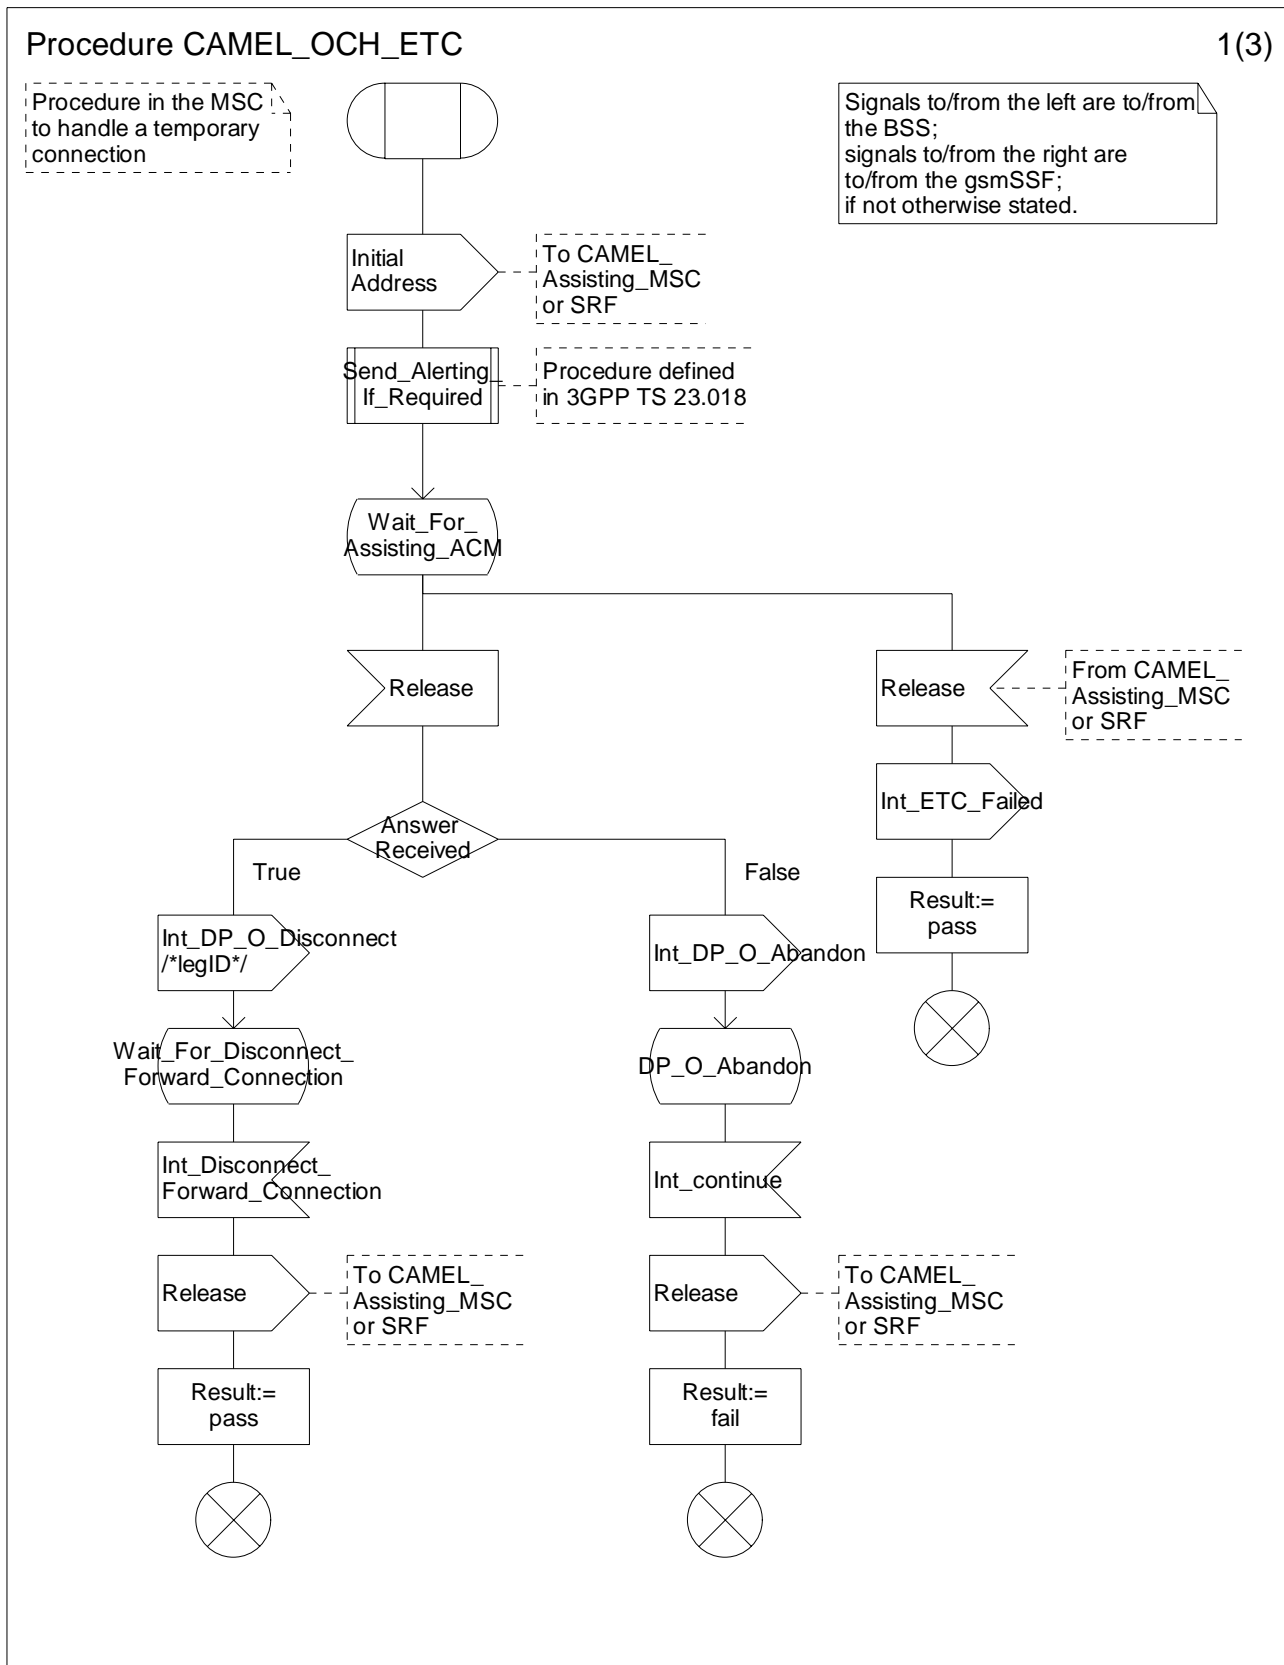 Procedure CAMEL_OCH_ETC
1(3)
Procedure in the MSC
to handle a temporary
connection
Signals to/from the left are to/from
the BSS;
signals to/from the right are
to/from the gsmSSF;
if not otherwise stated.
Initial
Address
To CAMEL_
Assisting_MSC
or SRF
Send_Alerting_
If_Required
Procedure defined
in 3GPP TS 23.018
Wait_For_
Assisting_ACM
Release
Release
From CAMEL_
Assisting_MSC
or SRF
Int_ETC_Failed
Answer
Received
True
False
Result:=
pass
Int_DP_O_Disconnect
/*legID*/
Int_DP_O_Abandon
Wait_For_Disconnect_
Forward_Connection
DP_O_Abandon
Int_Disconnect_
Forward_Connection
Int_continue
Release
To CAMEL_
Assisting_MSC
or SRF
Release
To CAMEL_
Assisting_MSC
or SRF
Result:=
pass
Result:=
fail